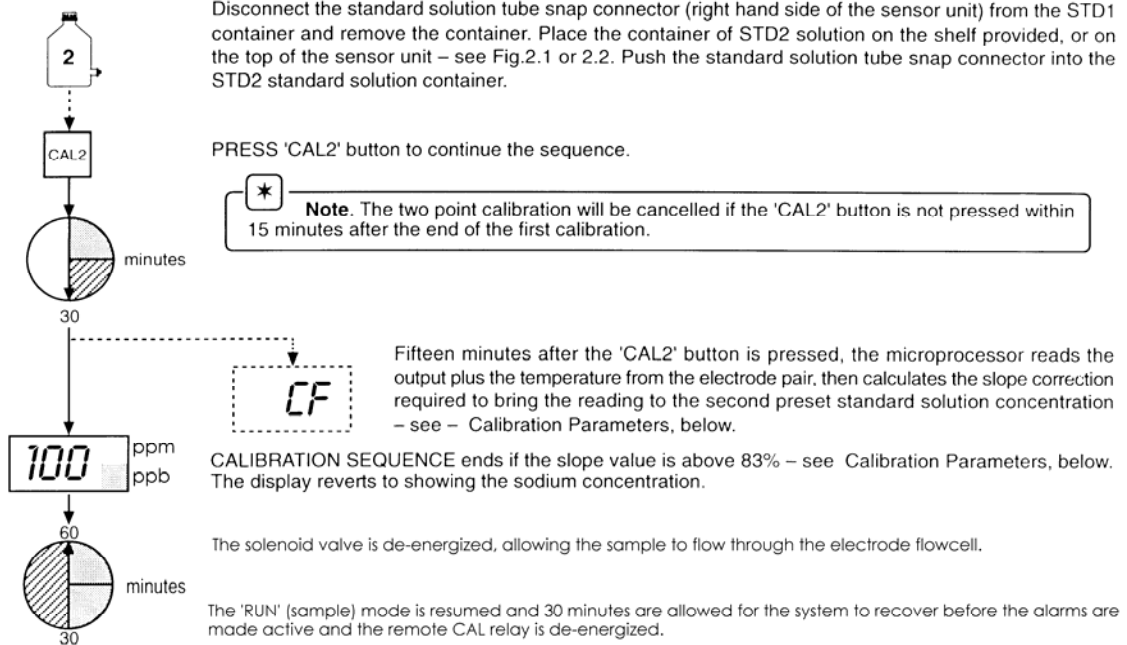 Disconnect the standard solution tube snap connector (right hand side of the sensor unit) from the STD1
container and remove the container. Place the container of STD2 solution on the shelf provided, or on
the top of the sensor unit – see Fig.2.1 or 2.2. Push the standard solution tube snap connector into the
STD2 standard solution container.
2
CAL2
PRESS 'CAL2' button to continue the sequence.
Note. The two point calibration will be cancelled if the 'CAL2' button is not pressed within
15 minutes after the end of the first calibration.
minutes
30
CF
Fifteen minutes after the 'CAL2' button is pressed, the microprocessor reads the
output plus the temperature from the electrode pair, then calculates the slope correction
required to bring the reading to the second preset standard solution concentration
– see – Calibration Parameters, below.
100
ppm
ppb
CALIBRATION SEQUENCE ends if the slope value is above 83% – see Calibration Parameters, below.
The display reverts to showing the sodium concentration.
60
The solenoid valve is de-energized, allowing the sample to flow through the electrode flowcell.
minutes
30
The 'RUN' (sample) mode is resumed and 30 minutes are allowed for the system to recover before the alarms are
made active and the remote CAL relay is de-energized.